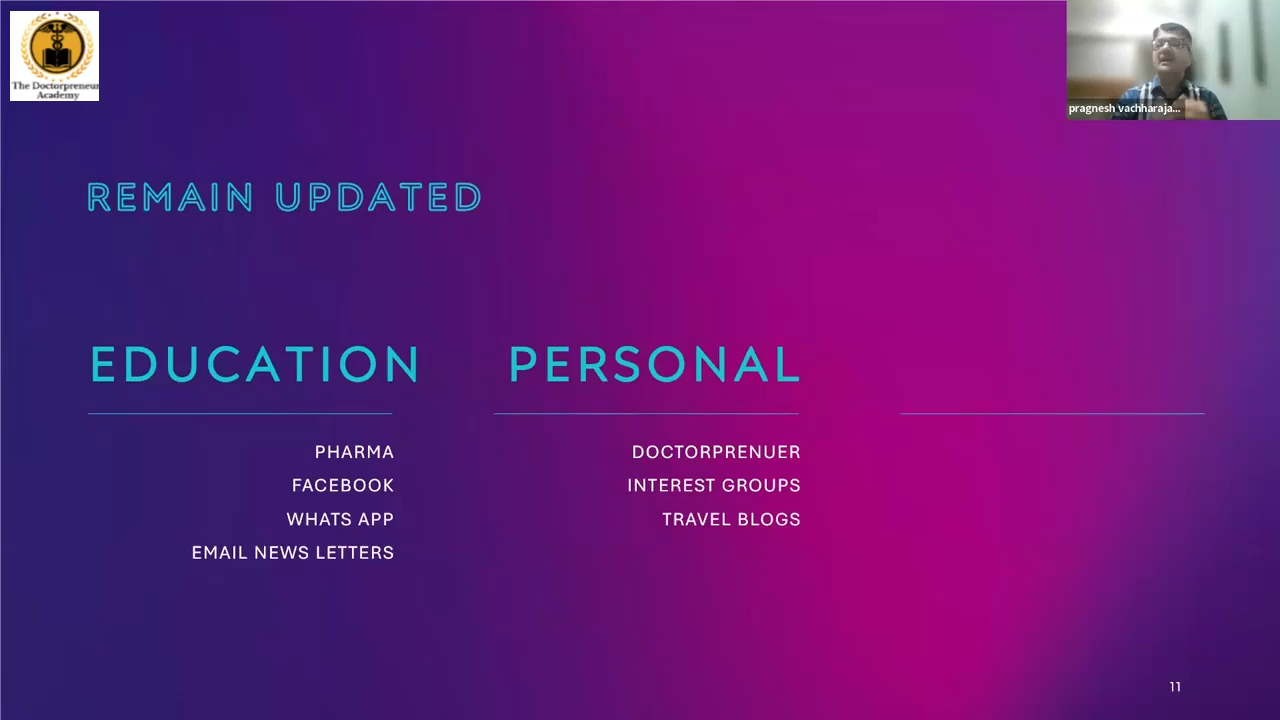 The Doctorpreneur
Academy
pragnesh vachharaja...
REMAIN UPDATED
EDUCATION
PHARMA
FACEBOOK
WHATS APP
EMAIL NEWS LETTERS
PERSONAL
DOCTORPRENUER
INTEREST GROUPS
TRAVEL BLOGS
11